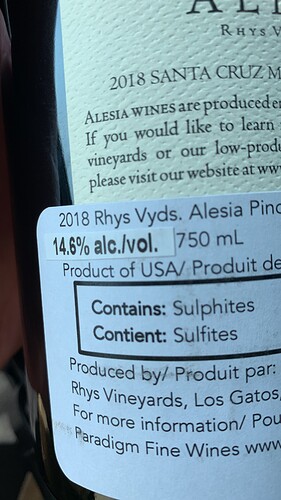 RHYS V
2018 SANTA CRUZ M
ALESIA WINES are produced
If you would like to learn
vineyards or our low-produ
please visit our website at ww
2018 Rhys Vyds. Alesia Pino
14.6% alc./vol. 750 mL
Product of USA/ Produit de
Contains: Sulphites
Contient: Sulfites
Produced by/ Produit par:
Rhys Vineyards, Los Gatos,
For more information/ Pou
Paradigm Fine Wines www